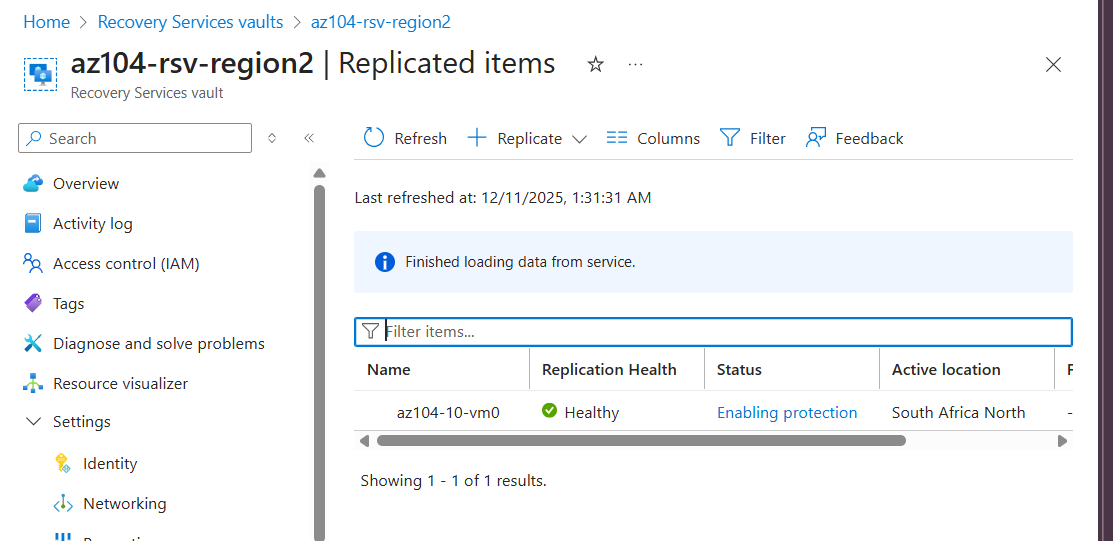 Home > Recovery Services vaults > az104-rsv-region2
az104-rsv-region2 | Replicated items
Recovery Services vault
Search
Refresh
Replicate
Columns
Filter
Feedback
Overview
Activity log
Access control (IAM)
Tags
Diagnose and solve problems
Resource visualizer
Settings
Identity
Networking
Last refreshed at: 12/11/2025, 1:31:31 AM
Finished loading data from service.
Filter items...
Name Replication Health Status Active location F
az104-10-vm0 Healthy Enabling protection South Africa North -
Showing 1 - 1 of 1 results.